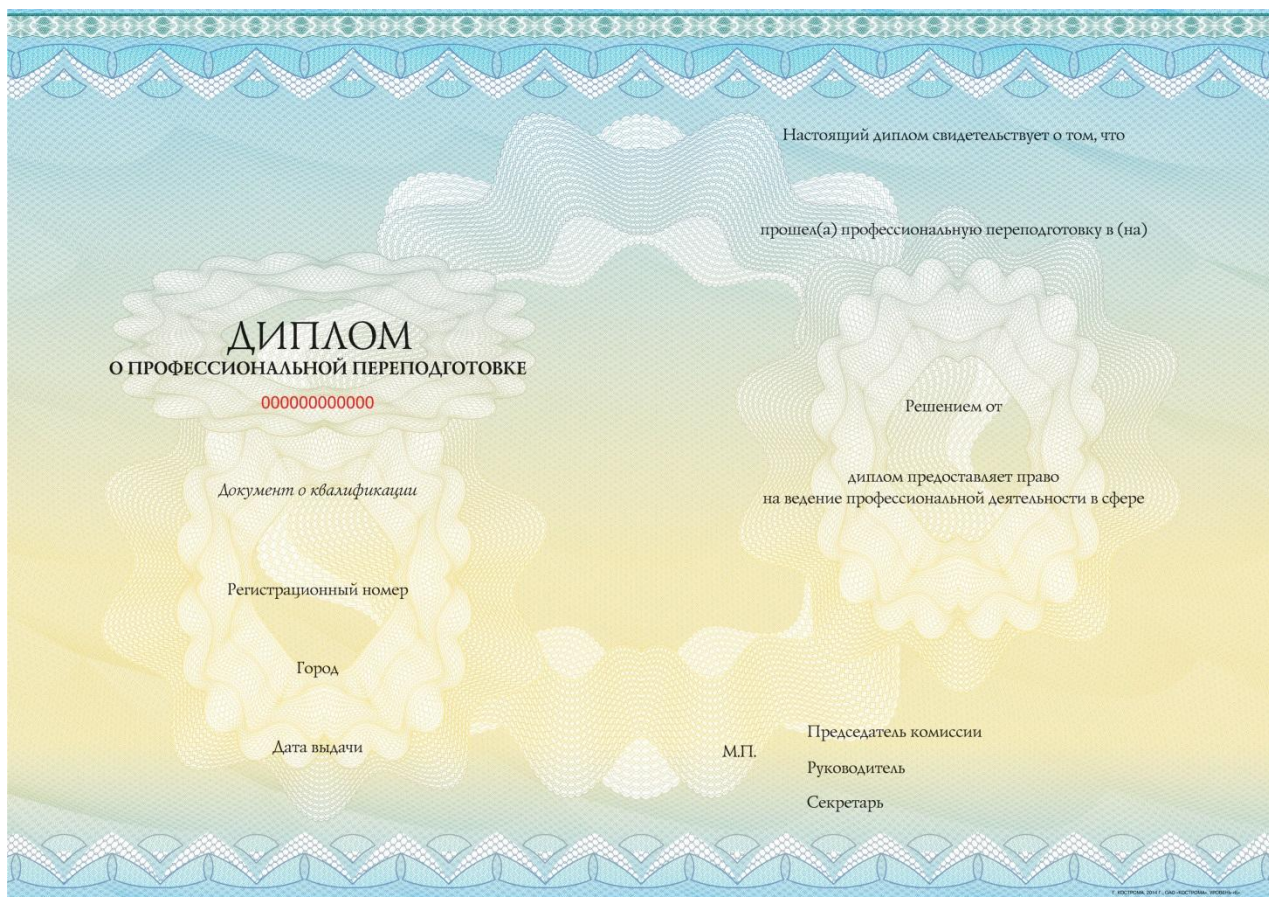 ДИПЛОМ
О ПРОФЕССИОНАЛЬНОЙ ПЕРЕПОДГОТОВКЕ
000000000000
Документ о квалификации
Регистрационный номер
Город
Дата выдачи
Настоящий диплом свидетельствует о том, что
прошел(а) профессиональную переподготовку в (на)
Решением от
диплом предоставляет право
на ведение профессиональной деятельности в сфере
М.П.
Председатель комиссии
Руководитель
Секретарь